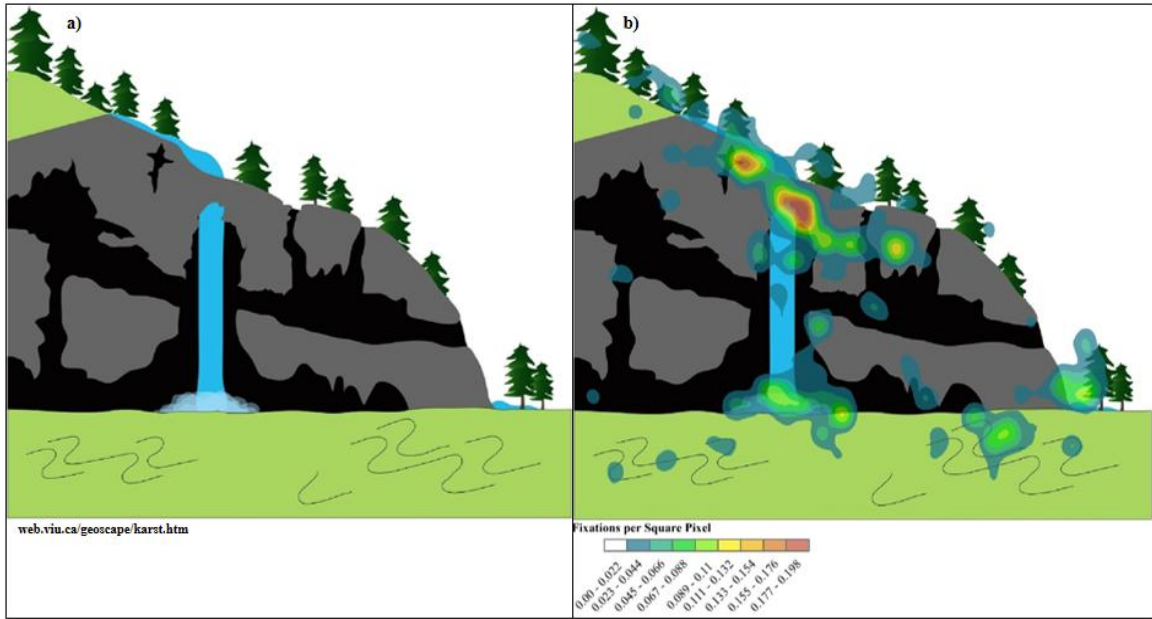 a)
b)
web.viu.ca/geoscape/karst.htm
Fixations per Square Pixel
0.00 - 0.022
0.023 - 0.044
0.045 - 0.066
0.067 - 0.088
0.089 - 0.11
0.111 - 0.132
0.133 - 0.154
0.155 - 0.176
0.177 - 0.198